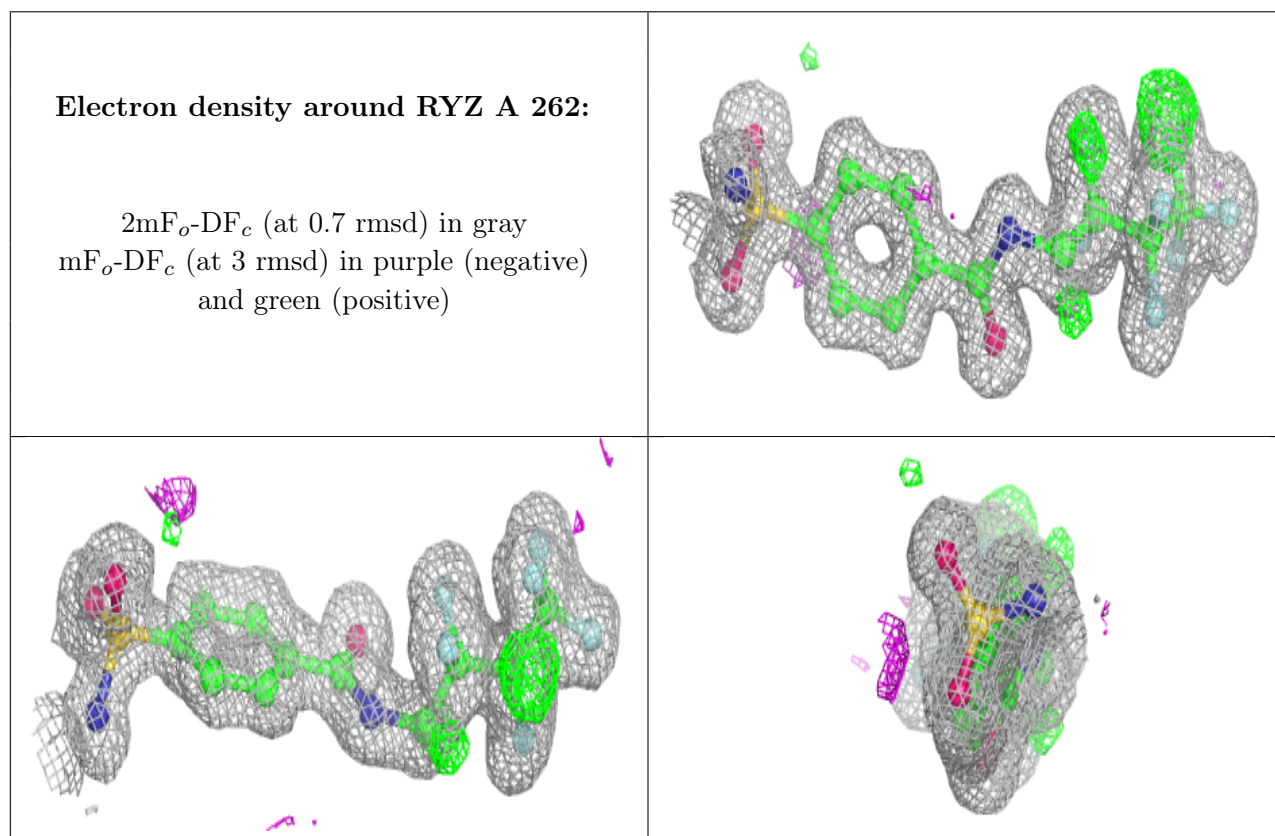 Electron density around RYZ A 262:
2mFo-DFc (at 0.7 rmsd) in gray
mFo-DFc (at 3 rmsd) in purple (negative)
and green (positive)